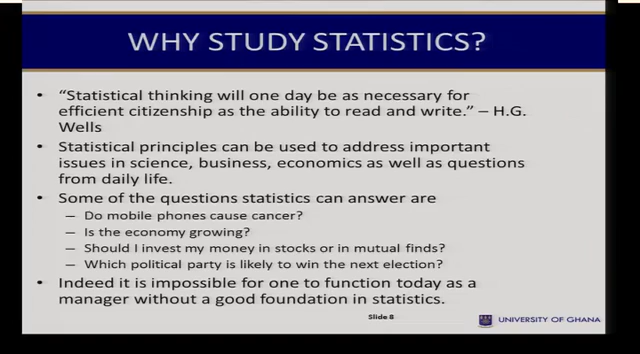 WHY STUDY STATISTICS?
• “Statistical thinking will one day be as necessary for
efficient citizenship as the ability to read and write.” – H.G.
Wells
• Statistical principles can be used to address important
issues in science, business, economics as well as questions
from daily life.
• Some of the questions statistics can answer are
– Do mobile phones cause cancer?
– Is the economy growing?
– Should I invest my money in stocks or in mutual finds?
– Which political party is likely to win the next election?
• Indeed it is impossible for one to function today as a
manager without a good foundation in statistics.
Slide 8
UNIVERSITY OF GHANA